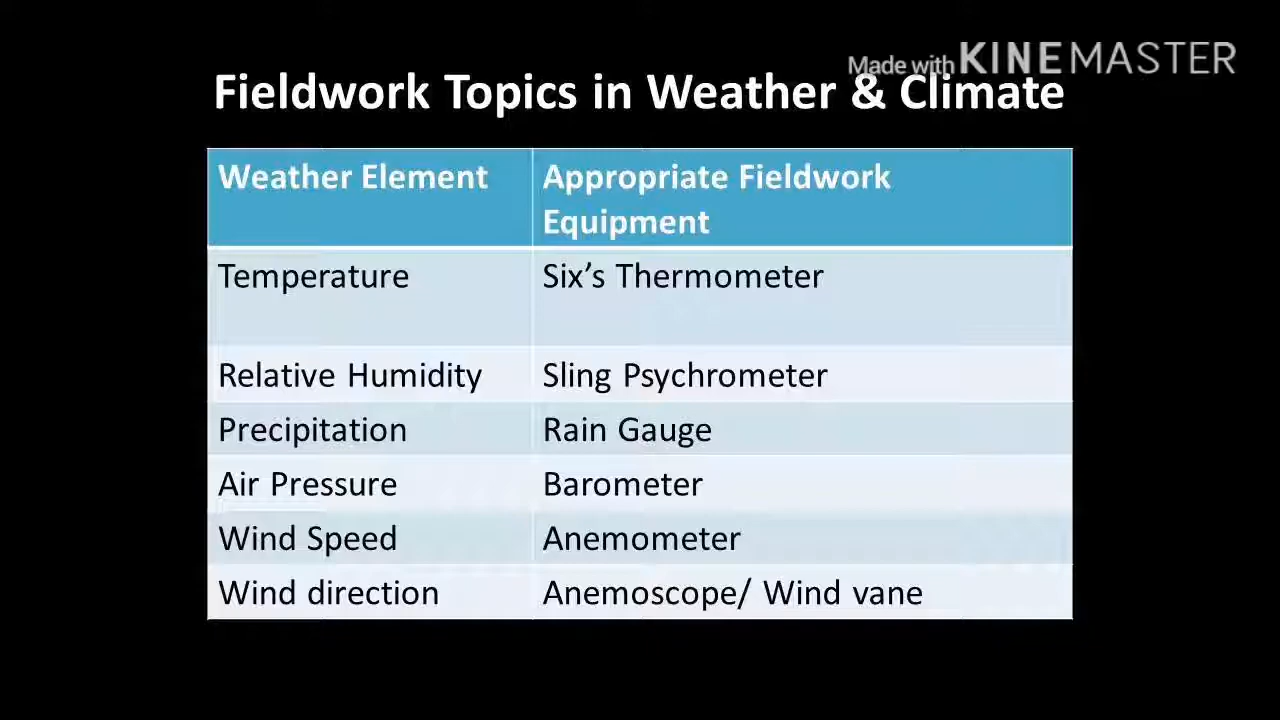 Made with KINEMASTER
Fieldwork Topics in Weather & Climate
Weather Element
Appropriate Fieldwork
Equipment
Temperature
Six’s Thermometer
Relative Humidity
Sling Psychrometer
Precipitation
Rain Gauge
Air Pressure
Barometer
Wind Speed
Anemometer
Wind direction
Anemoscope/ Wind vane